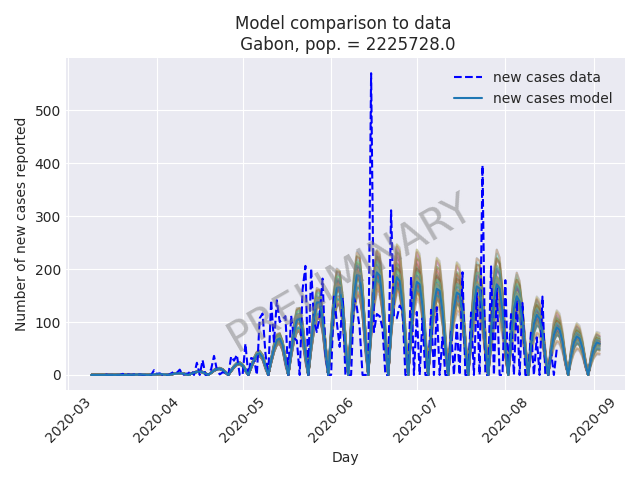 Model comparison to data
Gabon, pop. = 2225728.0
new cases data
new cases model
PRELIMINARY
Number of new cases reported
500
400
300
200
100
0
2020-03
2020-04
2020-05
2020-06
2020-07
2020-08
2020-09
Day